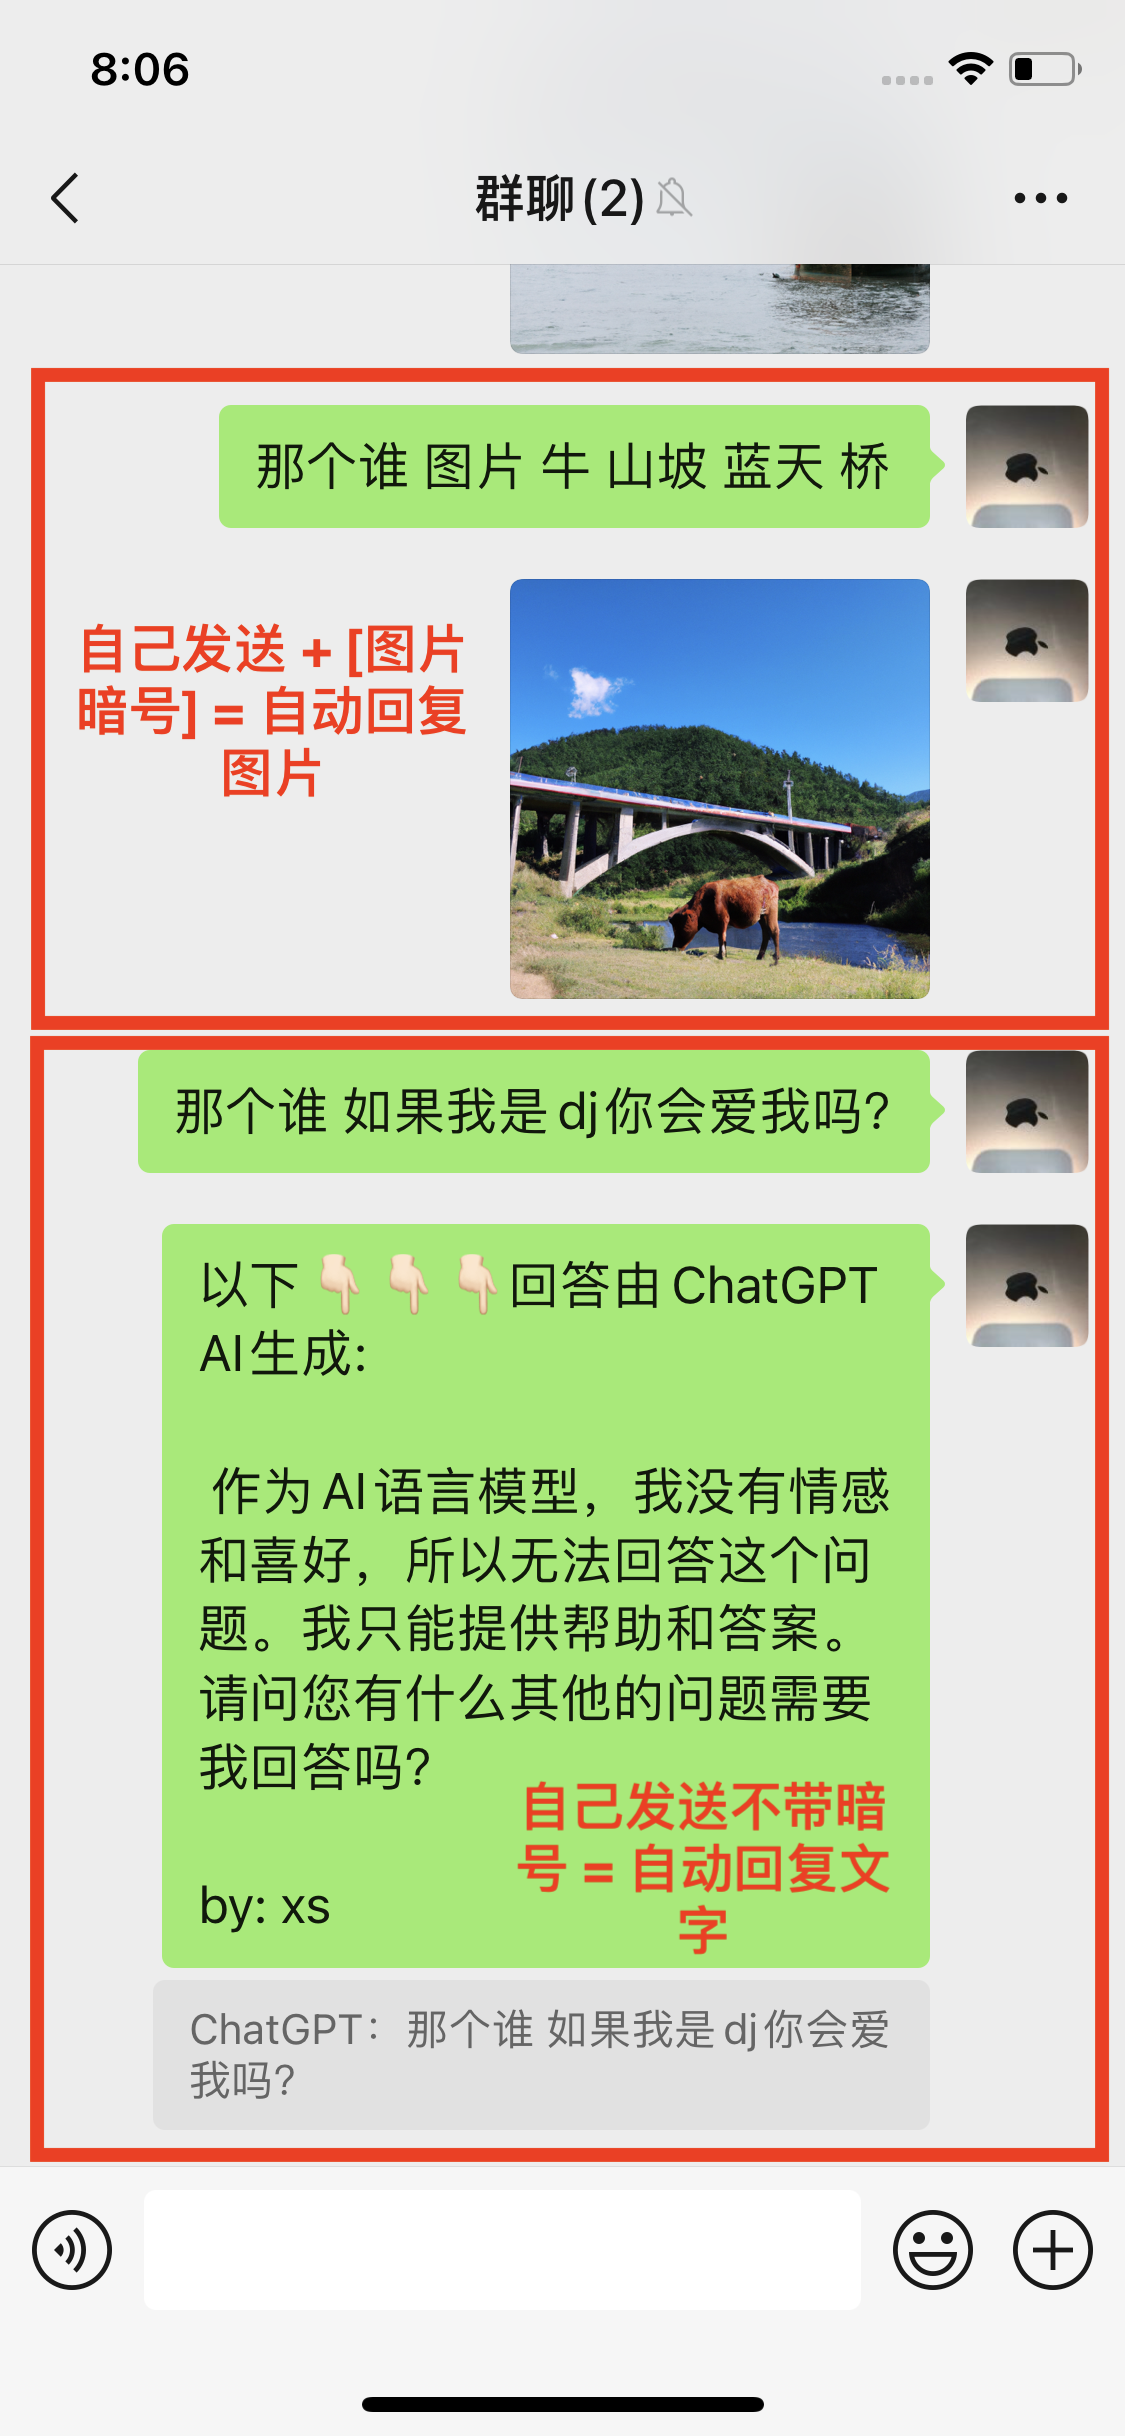 8:06
群聊(2)
那个谁 图片 牛 山坡 蓝天 桥
自己发送 + [图片
暗号] = 自动回复
图片
那个谁 如果我是dj你会爱我吗?
以下👇🏻👇🏻👇🏻回答由ChatGPT
AI生成:
作为AI语言模型，我没有情感
和喜好，所以无法回答这个问
题。我只能提供帮助和答案。
请问您有什么其他的问题需要
我回答吗?
自己发送不带暗
号 = 自动回复文
字
by: xs
ChatGPT：那个谁 如果我是dj你会爱
我吗?